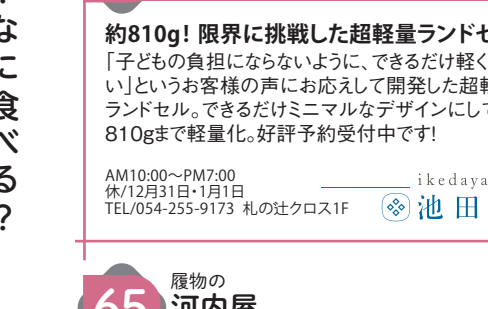 なに食べる?
約810g! 限界に挑戦した超軽量ランドセ
「子どもの負担にならないように、できるだけ軽く
い」というお客様の声にお応えして開発した超軽
ランドセル。できるだけミニマルなデザインにして
810gまで軽量化。好評予約受付中です!
AM10:00〜PM7:00
休/12月31日・1月1日
TEL/054-255-9173 札の辻クロス1F
ikedaya
池田
65
履物の
河内屋